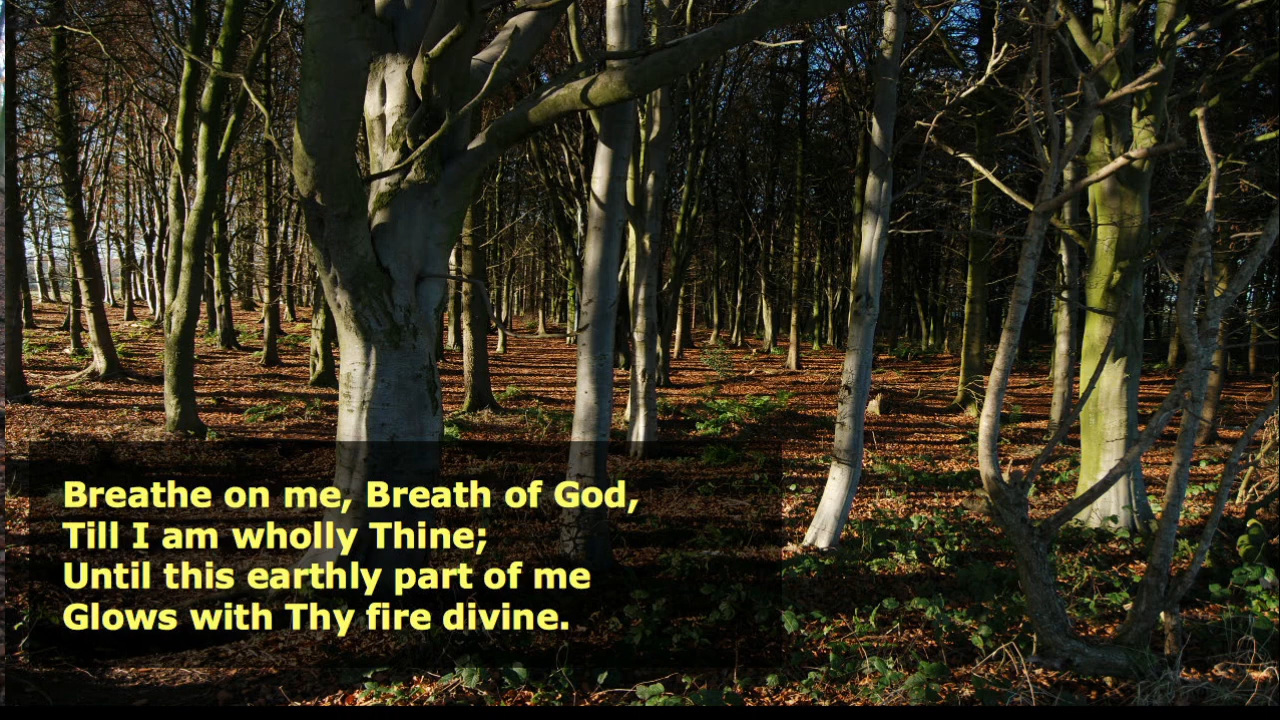 Breathe on me, Breath of God,
Till I am wholly Thine;
Until this earthly part of me
Glows with Thy fire divine.